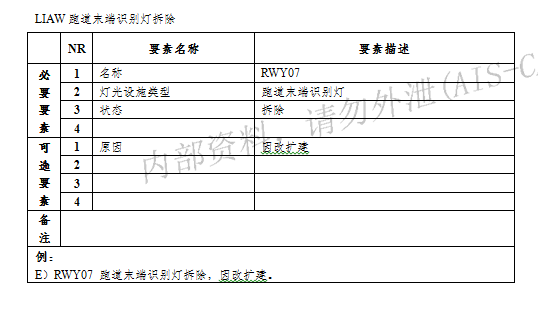 LIAW 跑道末端识别灯拆除
NR 要素名称 要素描述
必要要素 1 名称 RWY07
2 灯光设施类型 跑道末端识别灯
3 状态 拆除
4
可选要素 1 原因 因改扩建
2
3
4
备注
例：
E）RWY07 跑道末端识别灯拆除，因改扩建。
内部资料，请勿外泄(AIS-C